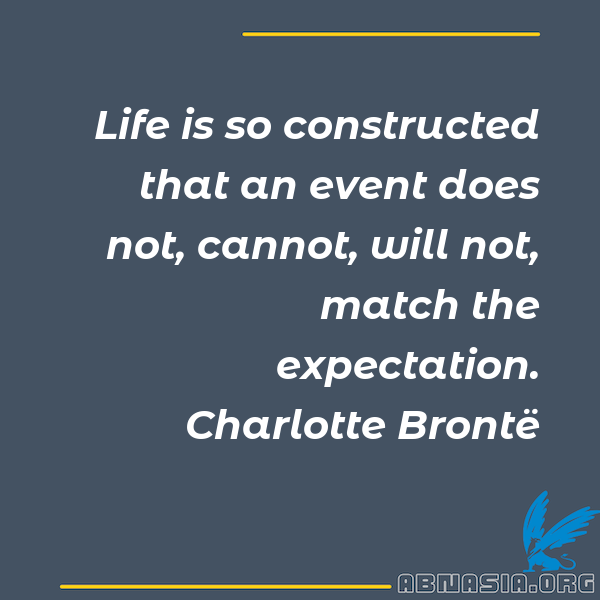 Life is so constructed
that an event does
not, cannot, will not,
match the
expectation.
Charlotte Brontë
ABNASIA.ORG